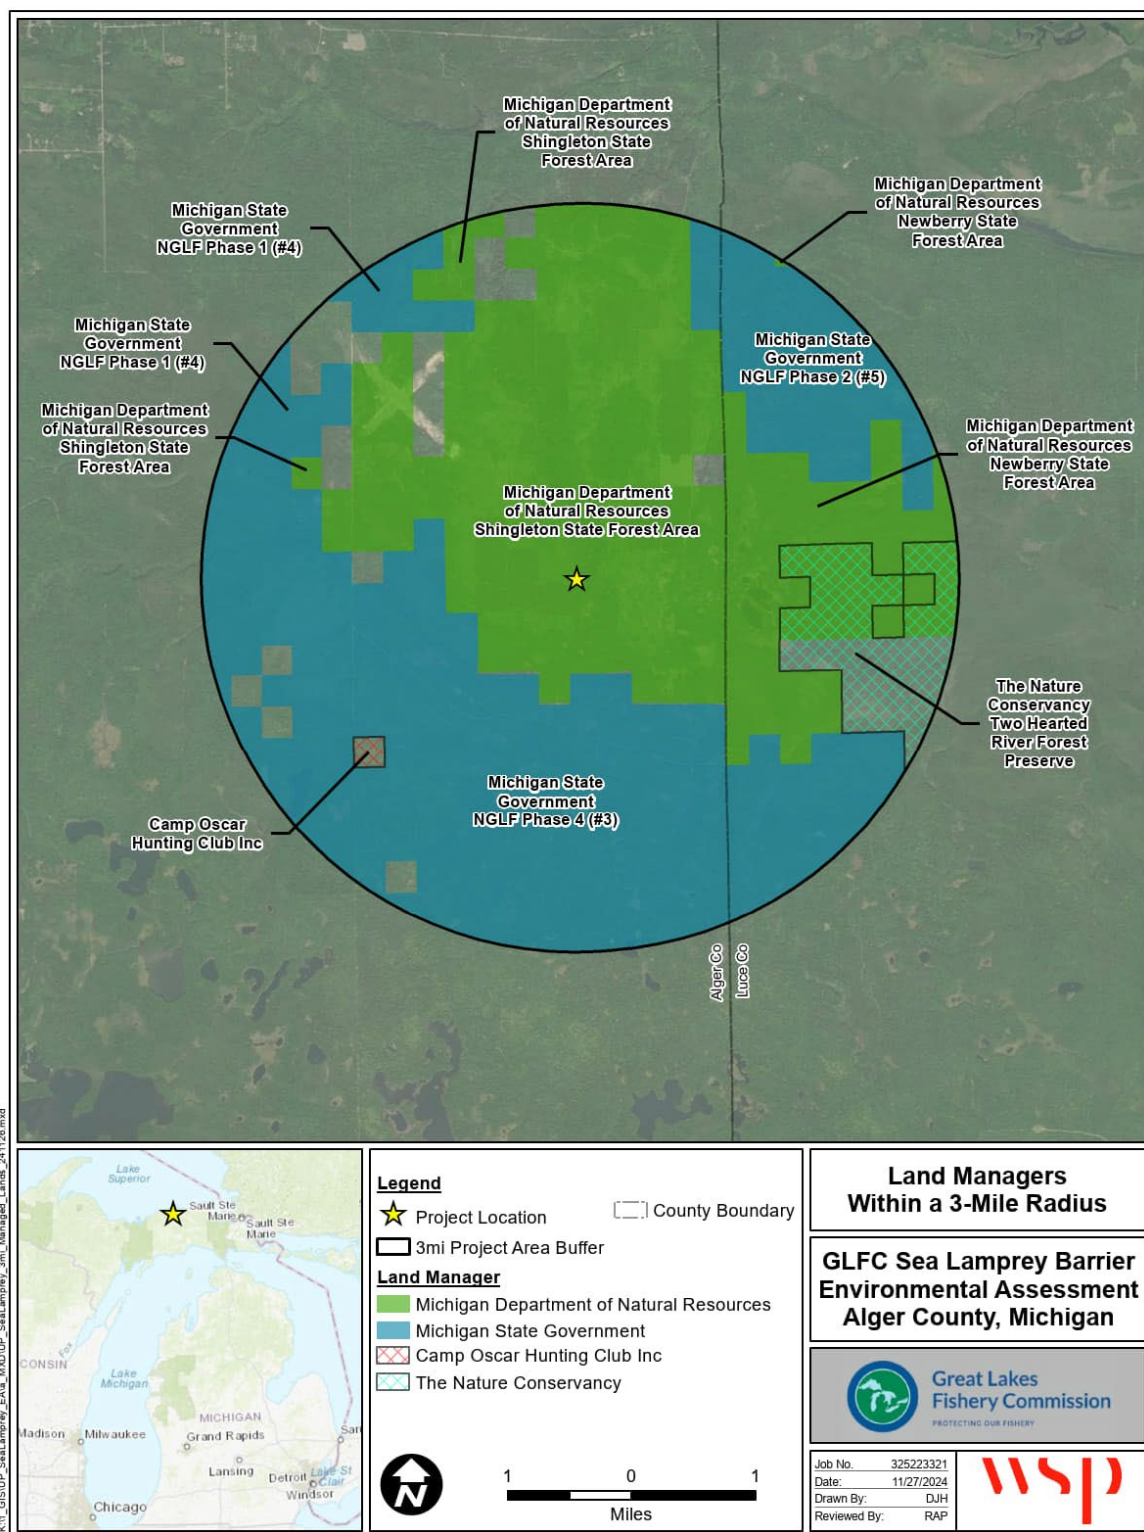 Michigan Department
of Natural Resources
Shingleton State
Forest Area
Michigan Department
of Natural Resources
Newberry State
Forest Area
Michigan State
Government
NGLF Phase 1 (#4)
Michigan State
Government
NGLF Phase 1 (#4)
Michigan State
Government
NGLF Phase 2 (#5)
Michigan Department
of Natural Resources
Shingleton State
Forest Area
Michigan Department
of Natural Resources
Newberry State
Forest Area
Michigan Department
of Natural Resources
Shingleton State Forest Area
The Nature
Conservancy
Two Hearted
River Forest
Preserve
Michigan State
Government
NGLF Phase 4 (#3)
Camp Oscar
Hunting Club Inc
Alger Co
Luce Co
Lake
Superior
Sault Ste
Marie
Sault Ste
Marie
CONSIN
Fox
Lake
Michigan
MICHIGAN
Madison
Milwaukee
Grand Rapids
Sar
Lansing
Detroit
Lake St
Clair
Windsor
Chicago
Legend
Project Location
County Boundary
3mi Project Area Buffer
Land Manager
Michigan Department of Natural Resources
Michigan State Government
Camp Oscar Hunting Club Inc
The Nature Conservancy
N
1 0 1
Miles
Land Managers
Within a 3-Mile Radius
GLFC Sea Lamprey Barrier
Environmental Assessment
Alger County, Michigan
Great Lakes
Fishery Commission
PROTECTING OUR FISHERY
Job No. 325223321
Date: 11/27/2024
Drawn By: DJH
Reviewed By: RAP
wsp